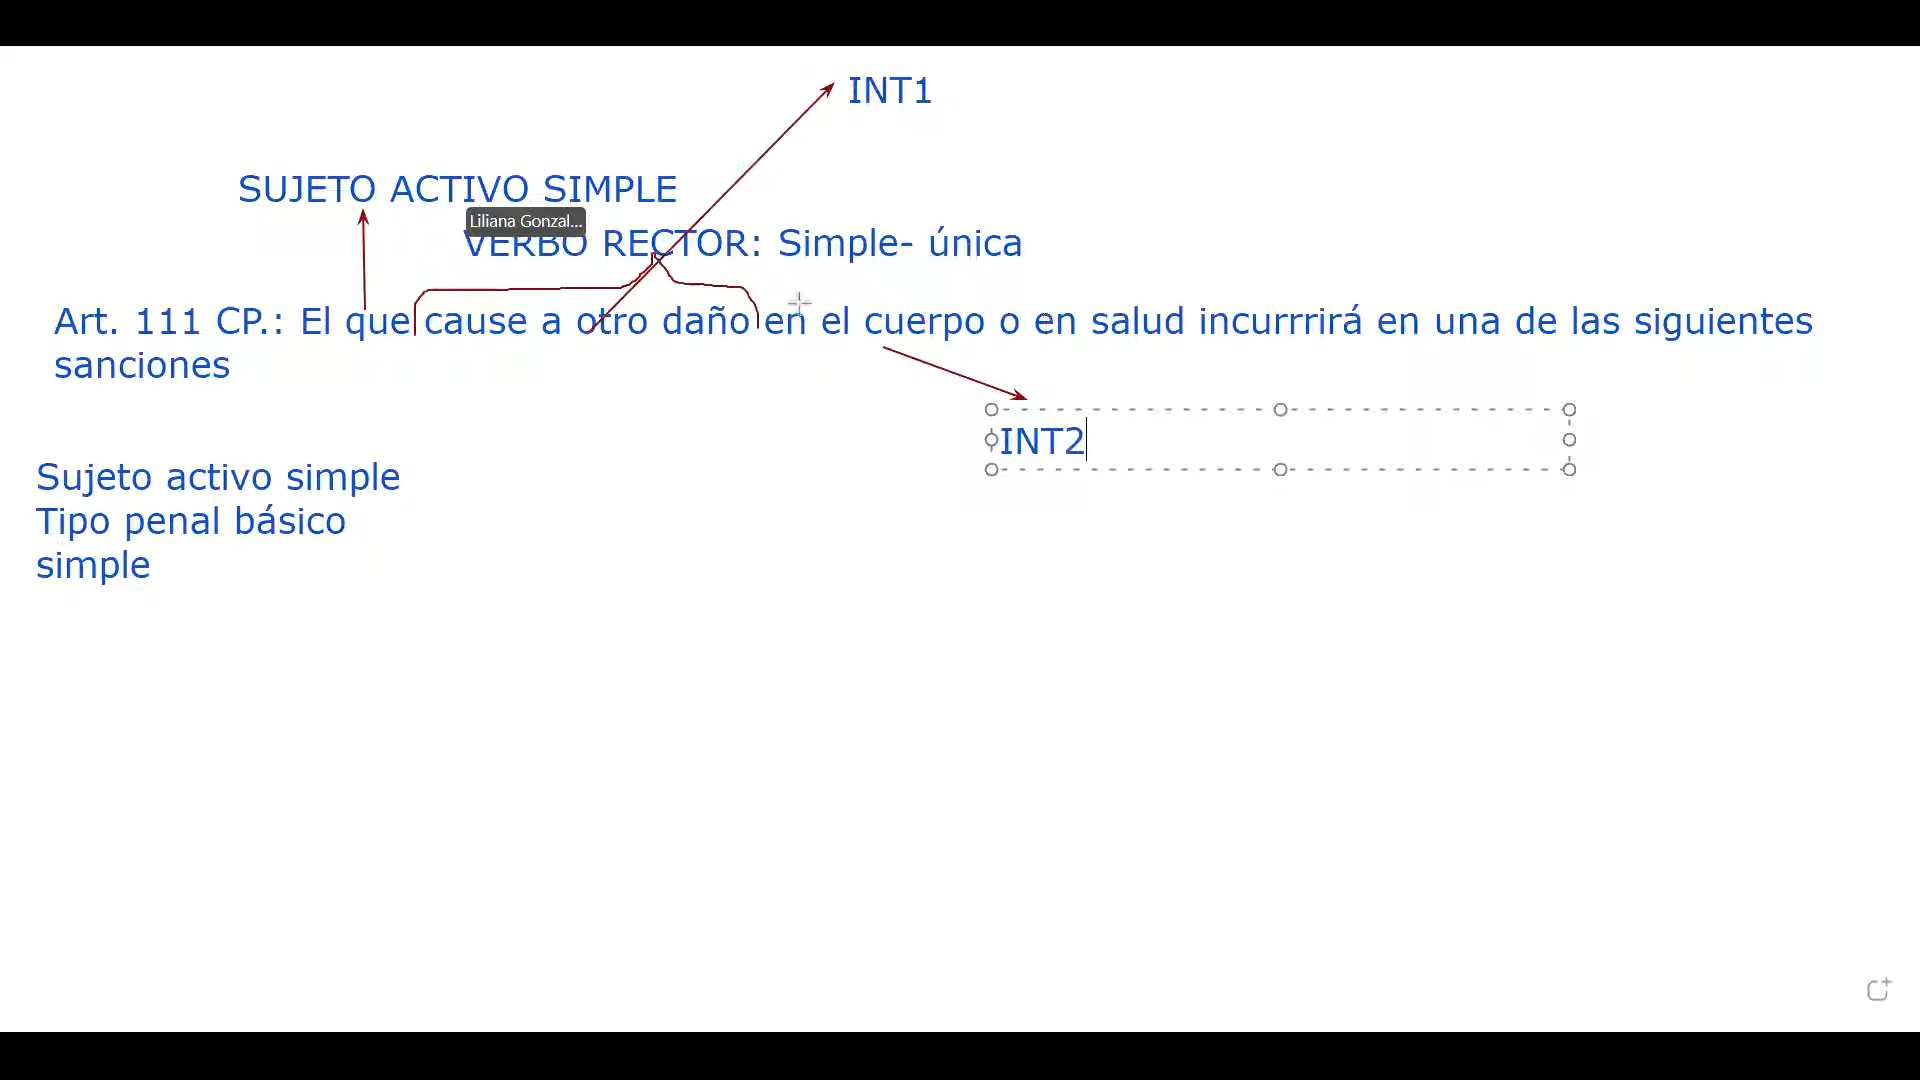 INT1
SUJETO ACTIVO SIMPLE
Liliana Gonzal...
VERBO RECTOR: Simple- única
Art. 111 CP.: El que cause a otro daño en el cuerpo o en salud incurrrirá en una de las siguientes
sanciones
INT2
Sujeto activo simple
Tipo penal básico
simple